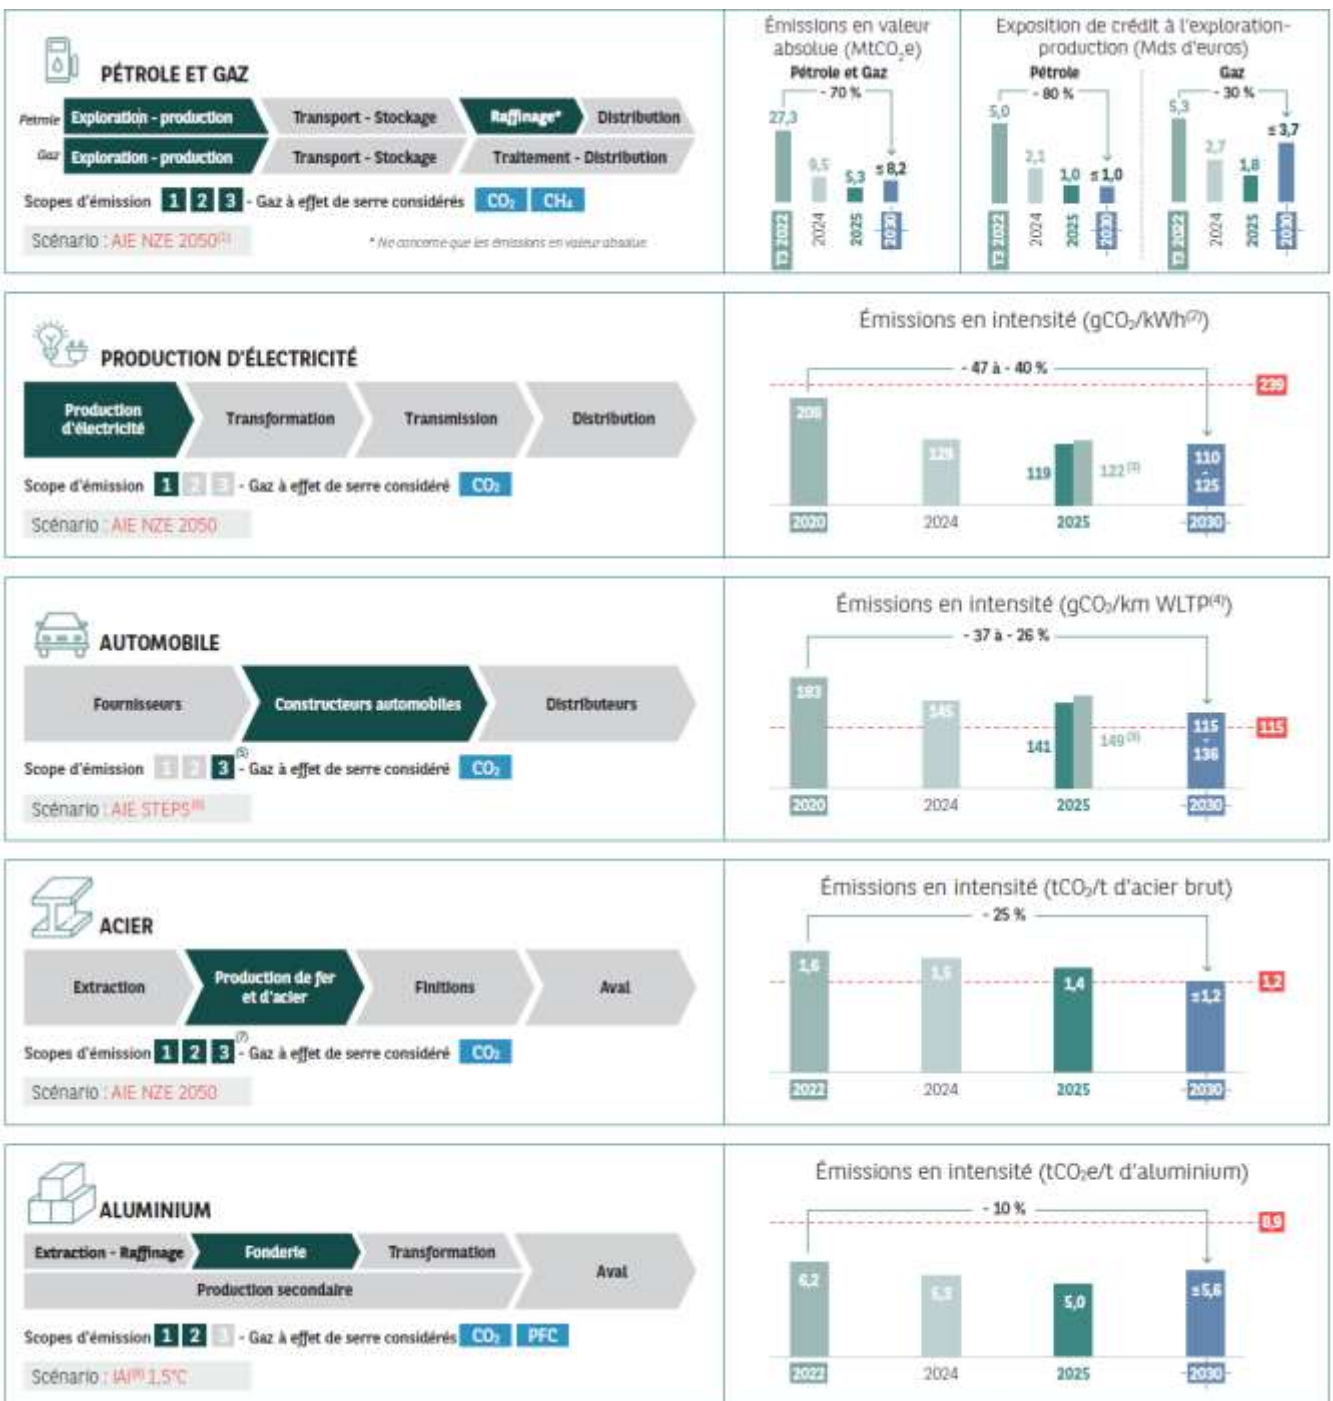 PÉTROLE ET GAZ
Petrole Exploration - production Transport - Stockage Raffinage* Distribution
Gaz Exploration - production Transport - Stockage Traitement - Distribution
Scopes d'émission 1 2 3 - Gaz à effet de serre considérés CO₂ CH₄
Scénario : AIE NZE 2050
* Ne concerne que les émissions en valeur absolue
Émissions en valeur
absolue (MtCO₂e)
Pétrole et Gaz
- 70 %
27,3
9,5
5,3
≤ 8,2
T3 2022
2024
2025
2030
Exposition de crédit à l'exploration-
production (Mds d'euros)
Pétrole
- 80 %
5,0
2,1
1,0
≤ 1,0
T3 2022
2024
2025
2030
Gaz
- 30 %
5,3
2,7
1,8
≤ 3,7
T3 2022
2024
2025
2030
PRODUCTION D'ÉLECTRICITÉ
Production
d'électricité
Transformation
Transmission
Distribution
Scope d'émission 1 2 3 - Gaz à effet de serre considéré CO₂
Scénario : AIE NZE 2050
Émissions en intensité (gCO₂/kWh⁽²⁾)
- 47 à - 40 %
239
208
129
119
122⁽³⁾
110
-
125
2020
2024
2025
2030
AUTOMOBILE
Fournisseurs
Constructeurs automobiles
Distributeurs
Scope d'émission 1 2 3⁽⁵⁾ - Gaz à effet de serre considéré CO₂
Scénario : AIE STEPS⁽⁶⁾
Émissions en intensité (gCO₂/km WLTP⁽⁴⁾)
- 37 à - 26 %
183
145
141
149⁽³⁾
115
-
136
115
2020
2024
2025
2030
ACIER
Extraction
Production de fer
et d'acier
Finitions
Aval
Scopes d'émission 1 2 3⁽⁷⁾ - Gaz à effet de serre considéré CO₂
Scénario : AIE NZE 2050
Émissions en intensité (tCO₂/t d'acier brut)
- 25 %
1,6
1,5
1,4
≤ 1,2
1,2
2022
2024
2025
2030
ALUMINIUM
Extraction - Raffinage
Fonderie
Transformation
Aval
Production secondaire
Scopes d'émission 1 2 3 - Gaz à effet de serre considérés CO₂ PFC
Scénario : IAI⁽⁸⁾ 1,5°C
Émissions en intensité (tCO₂e/t d'aluminium)
- 10 %
8,9
6,2
5,0
≤ 5,6
2022
2024
2025
2030